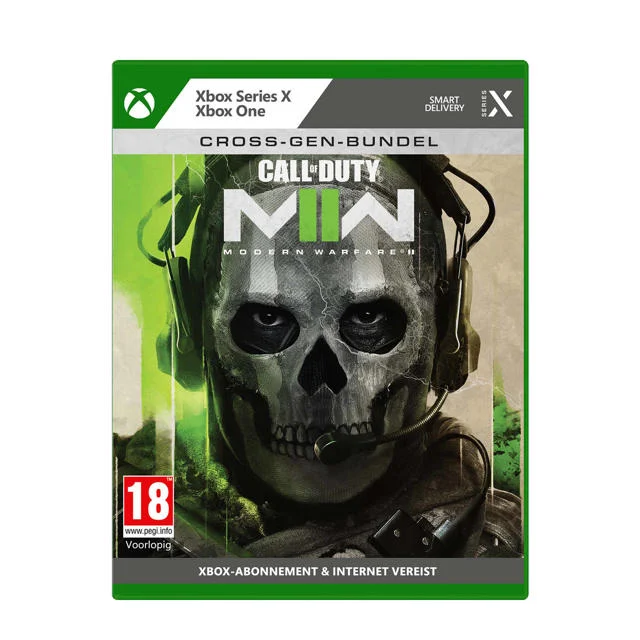 Xbox Series X
Xbox One
SMART
DELIVERY
SERIES
X
CROSS-GEN-BUNDEL
CALL OF DUTY
MIIW
MODERN WARFARE® II
18
www.pegi.info
Voorlopig
XBOX-ABONNEMENT & INTERNET VEREIST